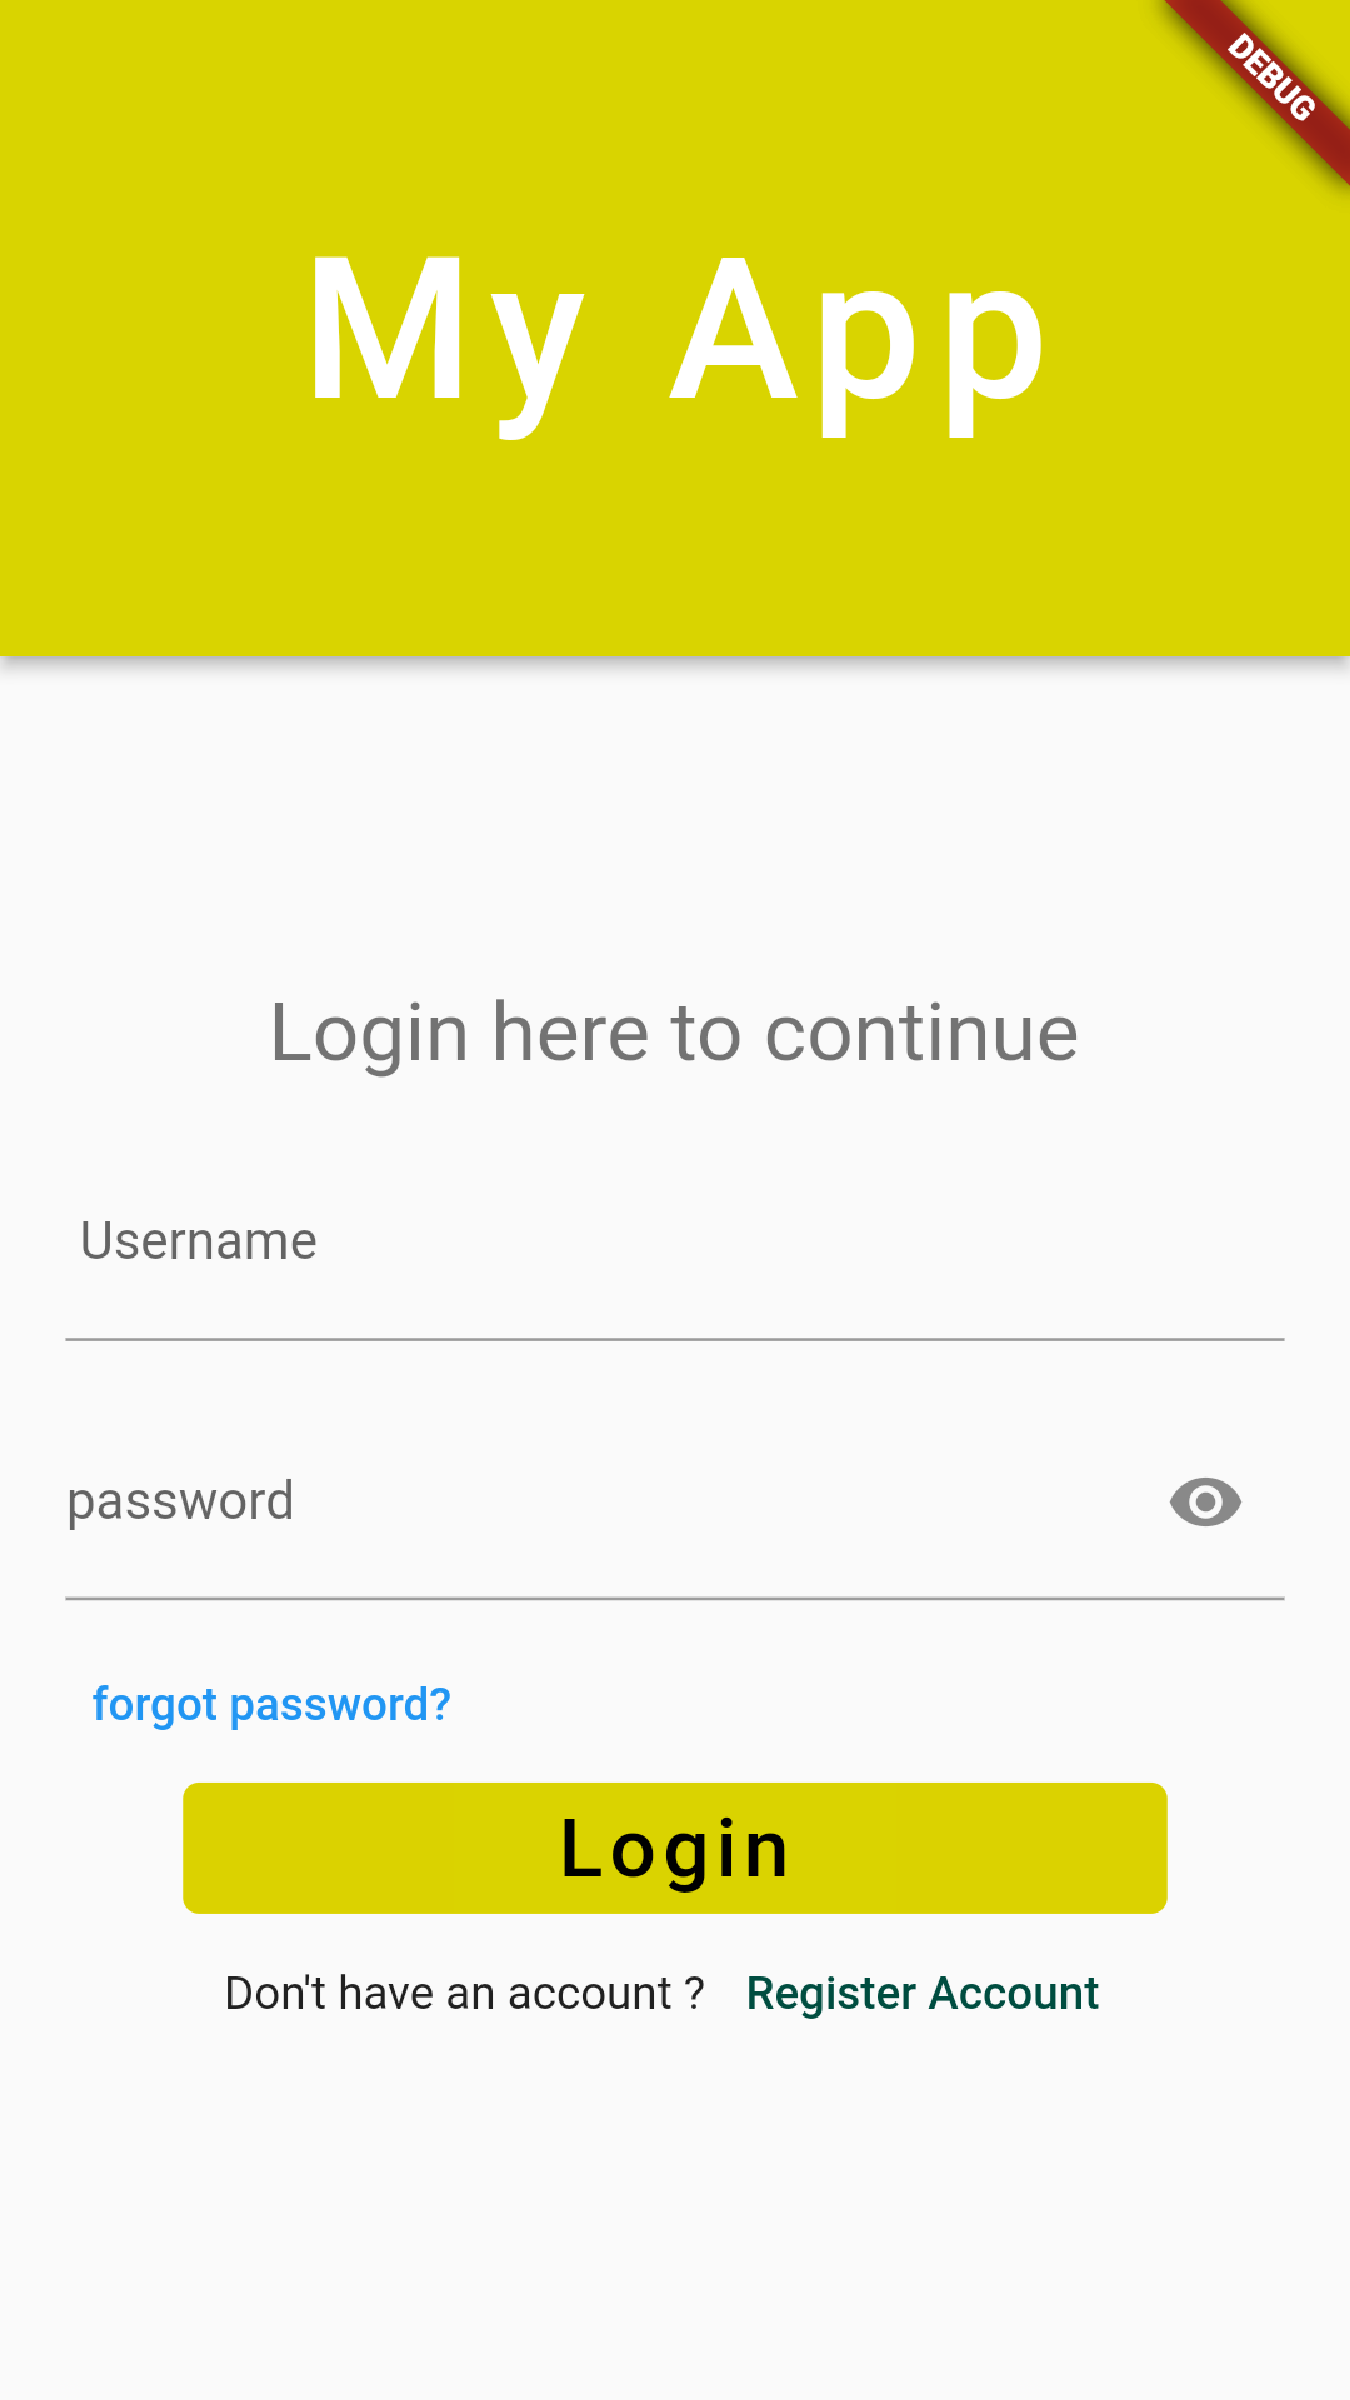 DEBUG
My App
Login here to continue
Username
password
forgot password?
Login
Don't have an account ? Register Account